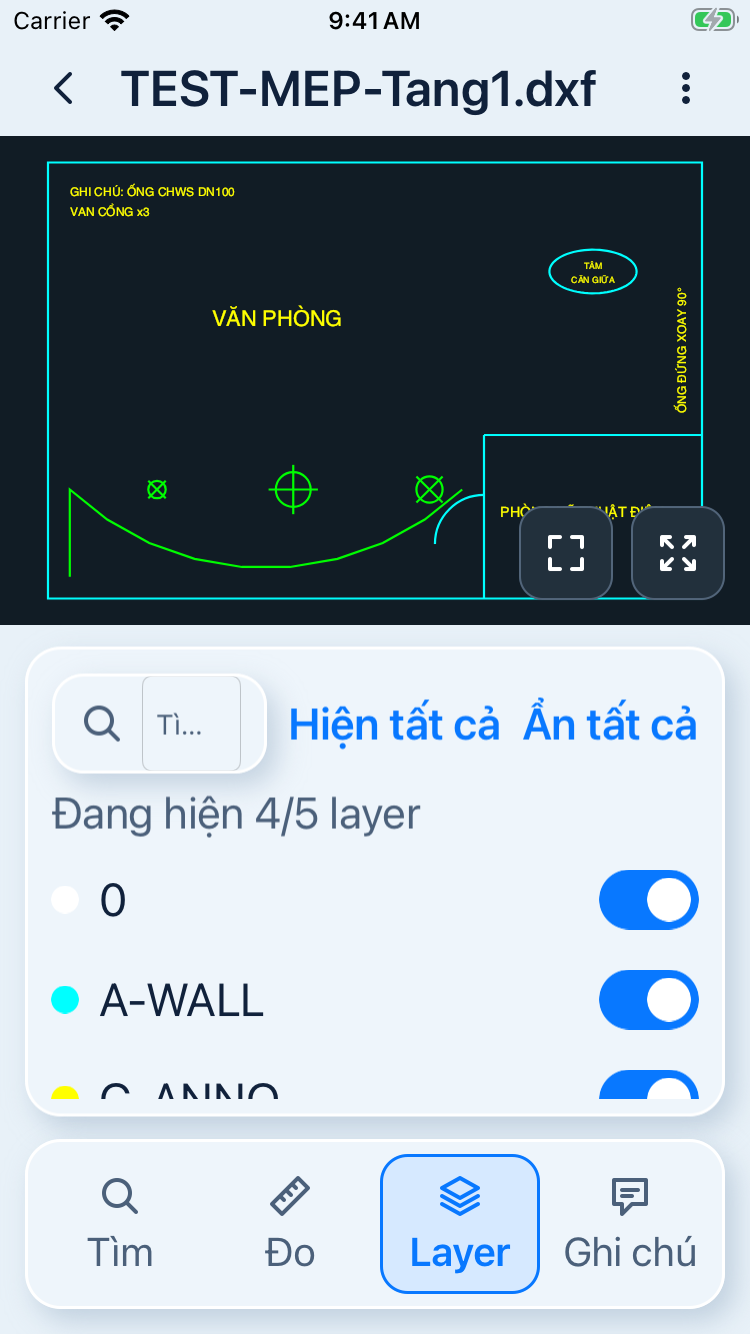 Carrier 9:41 AM
TEST-MEP-Tang1.dxf
GHI CHÚ: ỐNG CHWS DN100
VAN CỔNG x3
TÂM
CĂN GIỮA
VĂN PHÒNG
ỐNG ĐỨNG XOAY 90°
Tì...
Hiện tất cả Ẩn tất cả
Đang hiện 4/5 layer
0
A-WALL
Tìm Đo Layer Ghi chú